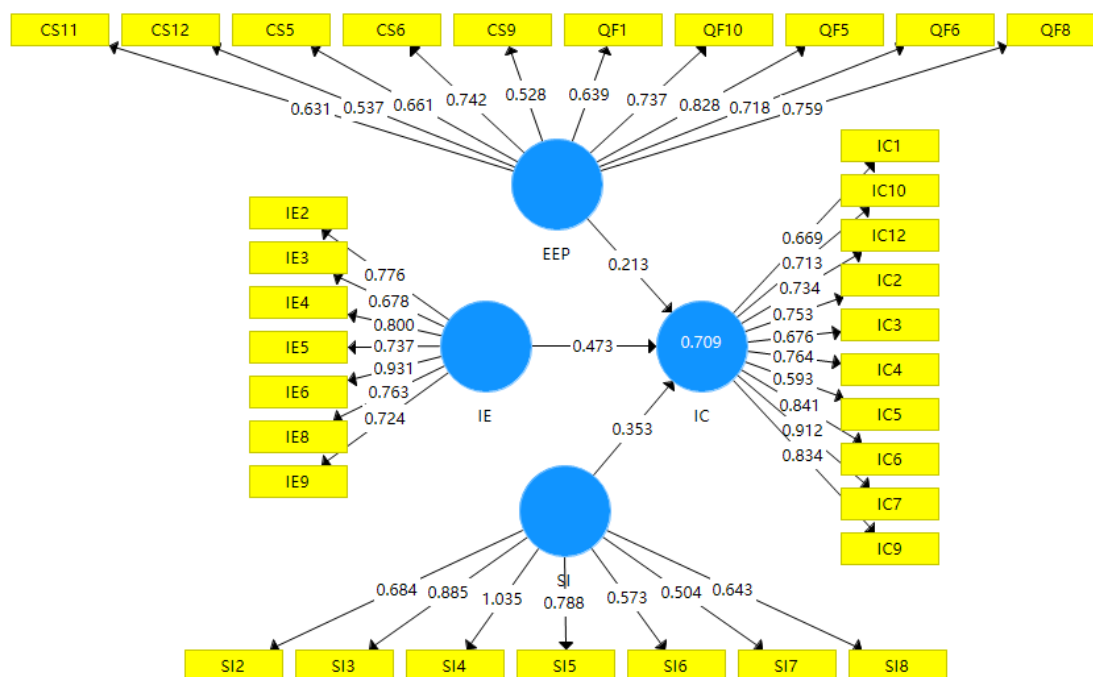 CS11 CS12 CS5 CS6 CS9 QF1 QF10 QF5 QF6 QF8
0.631 0.537 0.661 0.742 0.528 0.639 0.737 0.828 0.718 0.759
EEP
IE2
IE3
IE4
IE5
IE6
IE8
IE9
0.776
0.678
0.800
0.737
0.931
0.763
0.724
IE
0.213
0.473
0.353
0.709
IC
0.669
0.713
0.734
0.753
0.676
0.764
0.593
0.841
0.912
0.834
IC1
IC10
IC12
IC2
IC3
IC4
IC5
IC6
IC7
IC9
SI
0.684 0.885 1.035 0.788 0.573 0.504 0.643
SI2 SI3 SI4 SI5 SI6 SI7 SI8